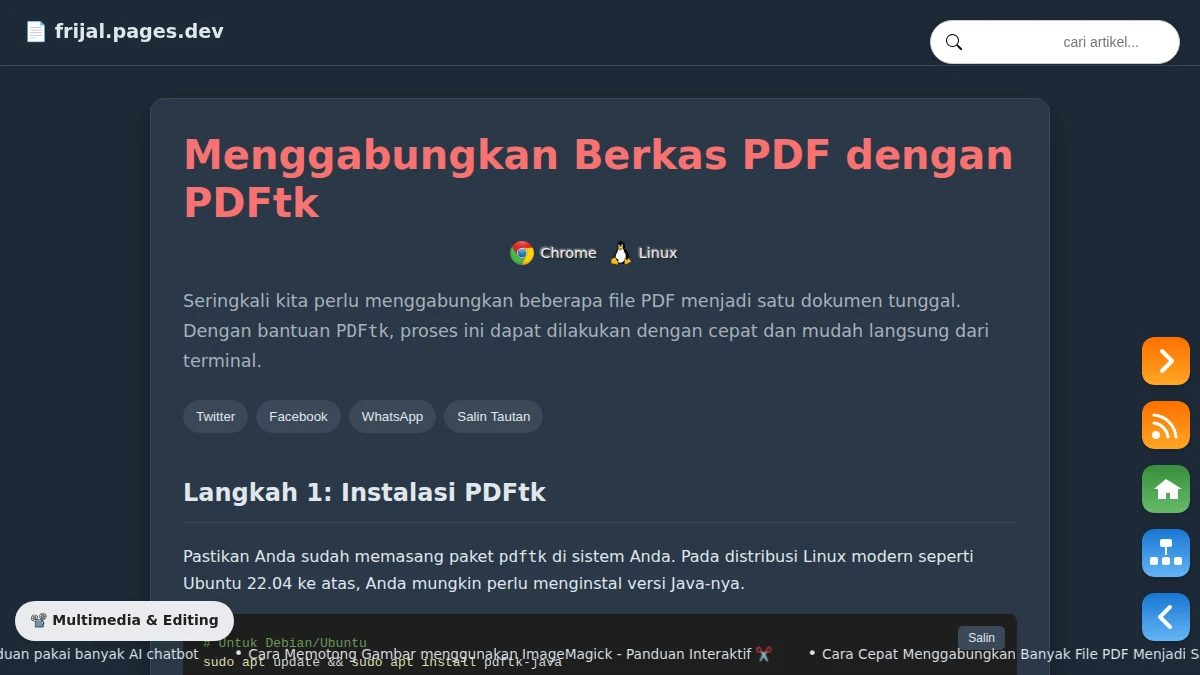 📄 frijal.pages.dev
cari artikel...
Menggabungkan Berkas PDF dengan
PDFtk
Chrome Linux
Seringkali kita perlu menggabungkan beberapa file PDF menjadi satu dokumen tunggal.
Dengan bantuan PDFtk, proses ini dapat dilakukan dengan cepat dan mudah langsung dari
terminal.
Twitter Facebook WhatsApp Salin Tautan
Langkah 1: Instalasi PDFtk
Pastikan Anda sudah memasang paket pdftk di sistem Anda. Pada distribusi Linux modern seperti
Ubuntu 22.04 ke atas, Anda mungkin perlu menginstal versi Java-nya.
📽️ Multimedia & Editing
# Untuk Debian/Ubuntu
Salin
sudo apt update && sudo apt install pdftk-java
duan pakai banyak AI chatbot • Cara Memotong Gambar menggunakan ImageMagick - Panduan Interaktif ✂️ • Cara Cepat Menggabungkan Banyak File PDF Menjadi S